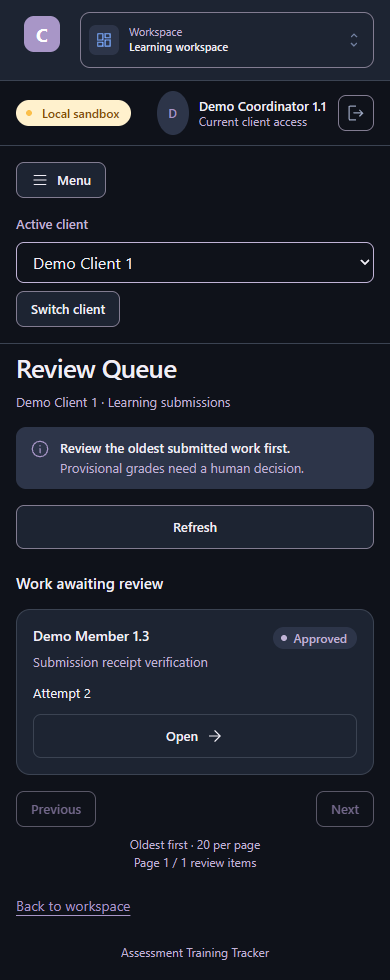 C
Workspace
Learning workspace
Local sandbox
D
Demo Coordinator 1.1
Current client access
Menu
Active client
Demo Client 1
Switch client
Review Queue
Demo Client 1 · Learning submissions
Review the oldest submitted work first.
Provisional grades need a human decision.
Refresh
Work awaiting review
Demo Member 1.3
Approved
Submission receipt verification
Attempt 2
Open
Previous
Next
Oldest first · 20 per page
Page 1 / 1 review items
Back to workspace
Assessment Training Tracker